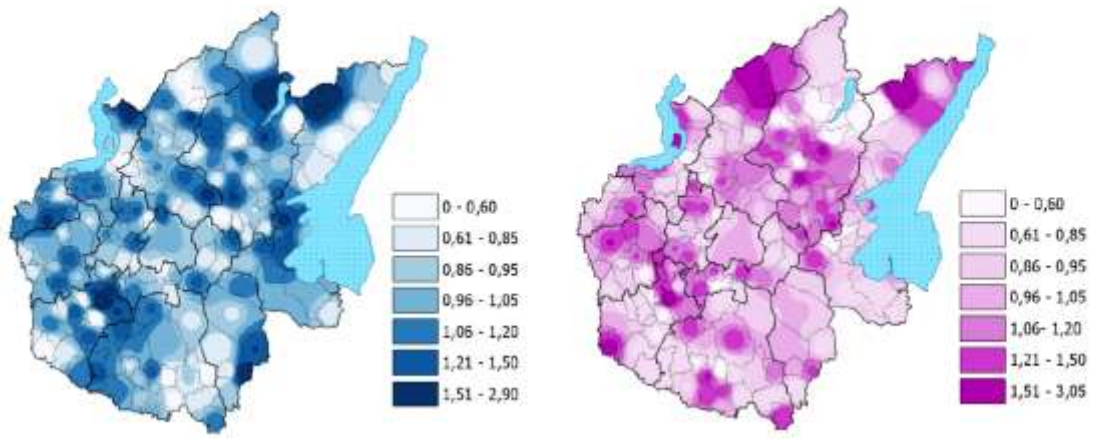 0 - 0,60
0,61 - 0,85
0,86 - 0,95
0,96 - 1,05
1,06 - 1,20
1,21 - 1,50
1,51 - 2,90
0 - 0,60
0,61 - 0,85
0,86 - 0,95
0,96 - 1,05
1,06- 1,20
1,21 - 1,50
1,51 - 3,05